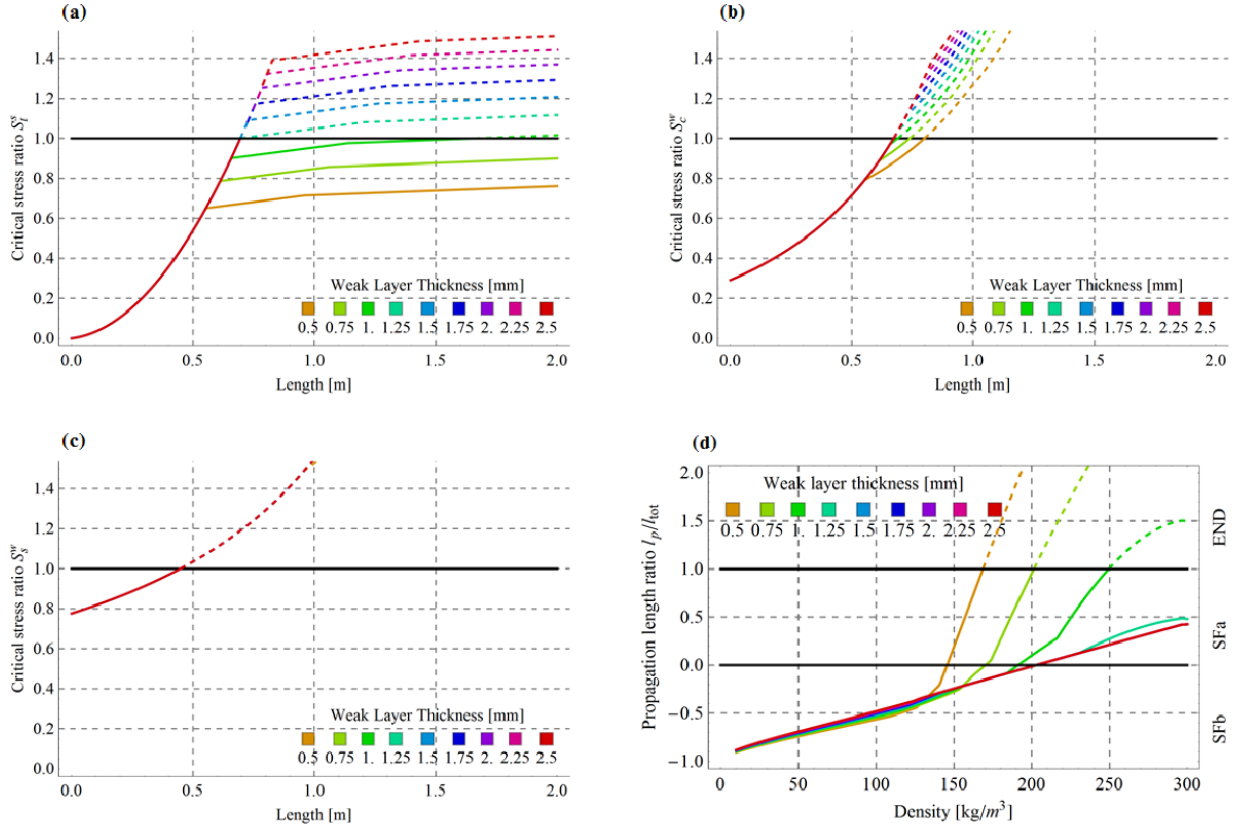 (a)
Critical stress ratio S_l^s
1.4
1.2
1.0
0.8
0.6
0.4
0.2
0.0
Weak Layer Thickness [mm]
0.5 0.75 1. 1.25 1.5 1.75 2. 2.25 2.5
0.0 0.5 1.0 1.5 2.0
Length [m]
(b)
Critical stress ratio S_c^w
1.4
1.2
1.0
0.8
0.6
0.4
0.2
0.0
Weak Layer Thickness [mm]
0.5 0.75 1. 1.25 1.5 1.75 2. 2.25 2.5
0.0 0.5 1.0 1.5 2.0
Length [m]
(c)
Critical stress ratio S_s^w
1.4
1.2
1.0
0.8
0.6
0.4
0.2
0.0
Weak Layer Thickness [mm]
0.5 0.75 1. 1.25 1.5 1.75 2. 2.25 2.5
0.0 0.5 1.0 1.5 2.0
Length [m]
(d)
Propagation length ratio l_p/l_tot
2.0
1.5
1.0
0.5
0.0
−0.5
−1.0
Weak layer thickness [mm]
0.5 0.75 1. 1.25 1.5 1.75 2. 2.25 2.5
END
SFa
SFb
0 50 100 150 200 250 300
Density [kg/m³]